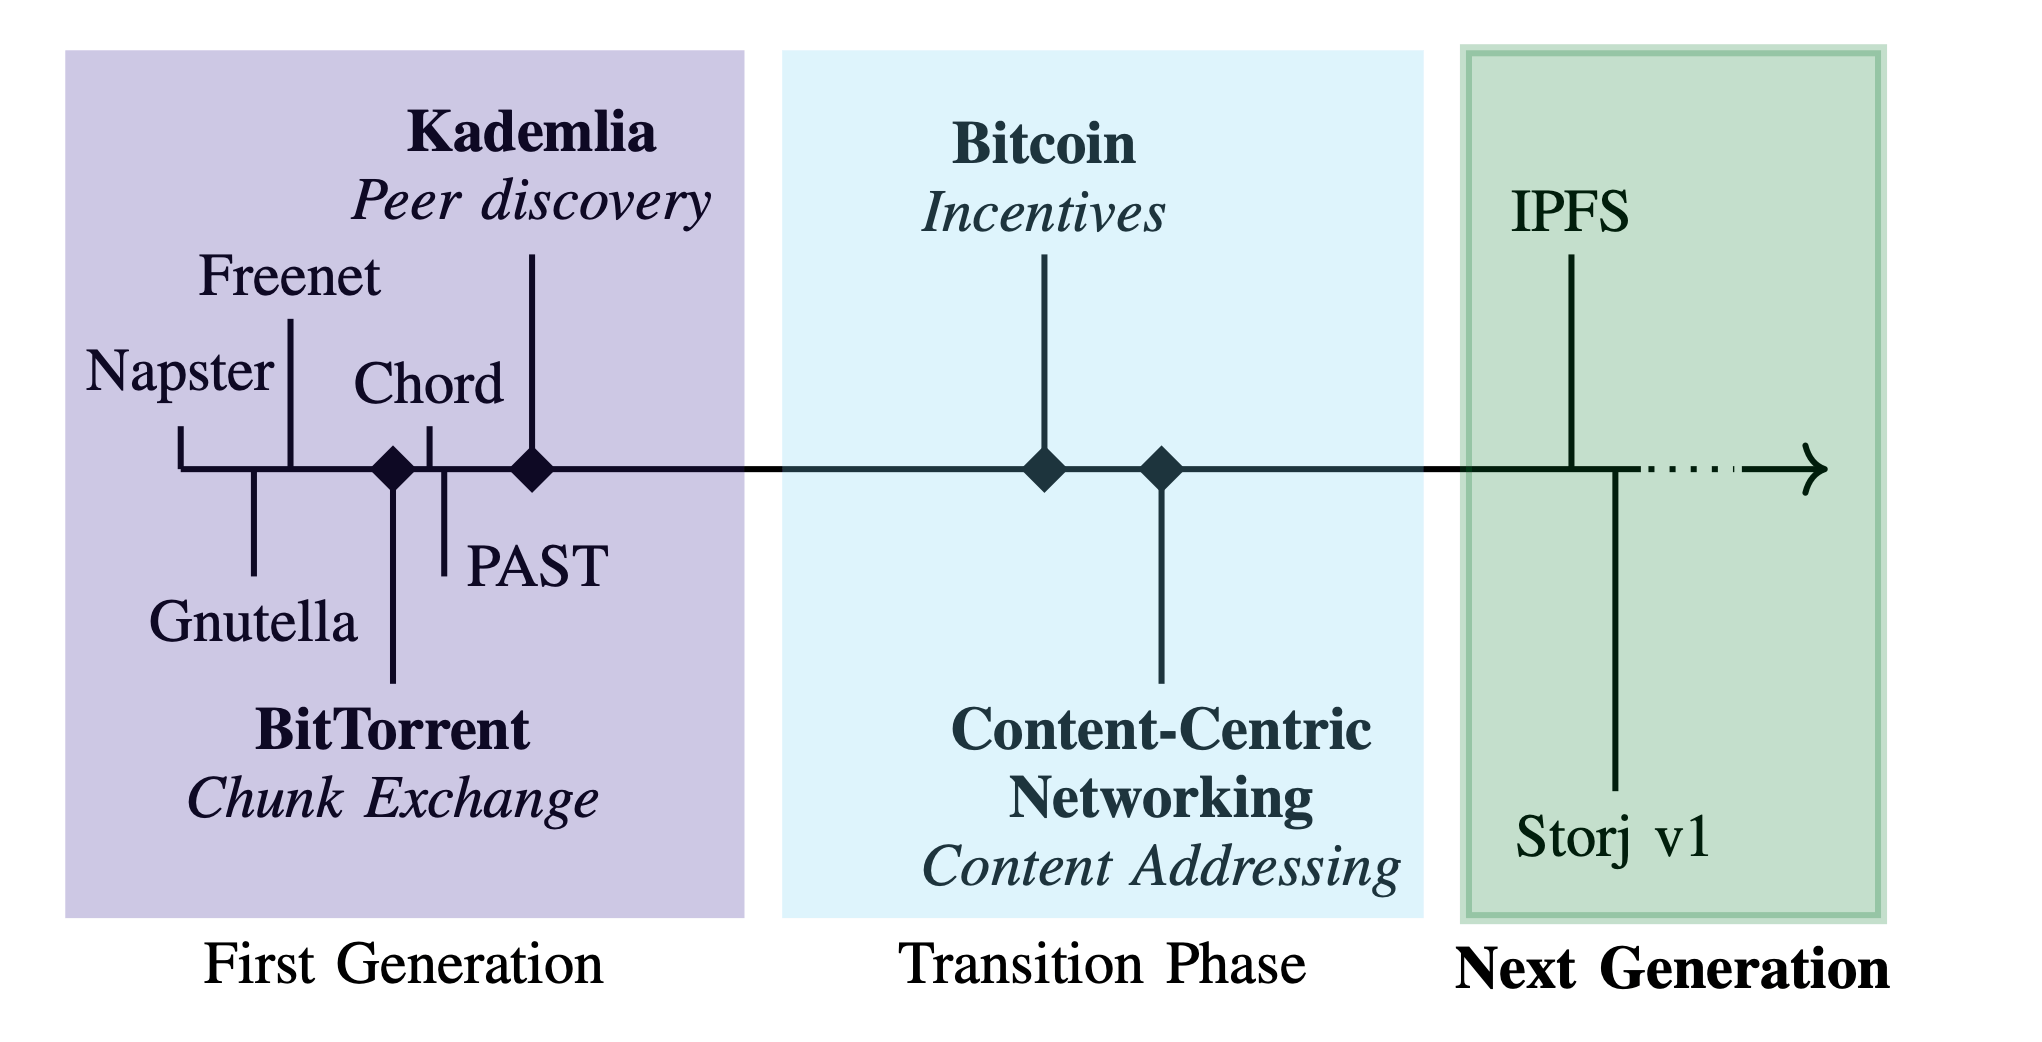 Kademlia
Peer discovery
Freenet
Napster
Chord
PAST
Gnutella
BitTorrent
Chunk Exchange
First Generation
Bitcoin
Incentives
Content-Centric
Networking
Content Addressing
Transition Phase
IPFS
Storj v1
Next Generation